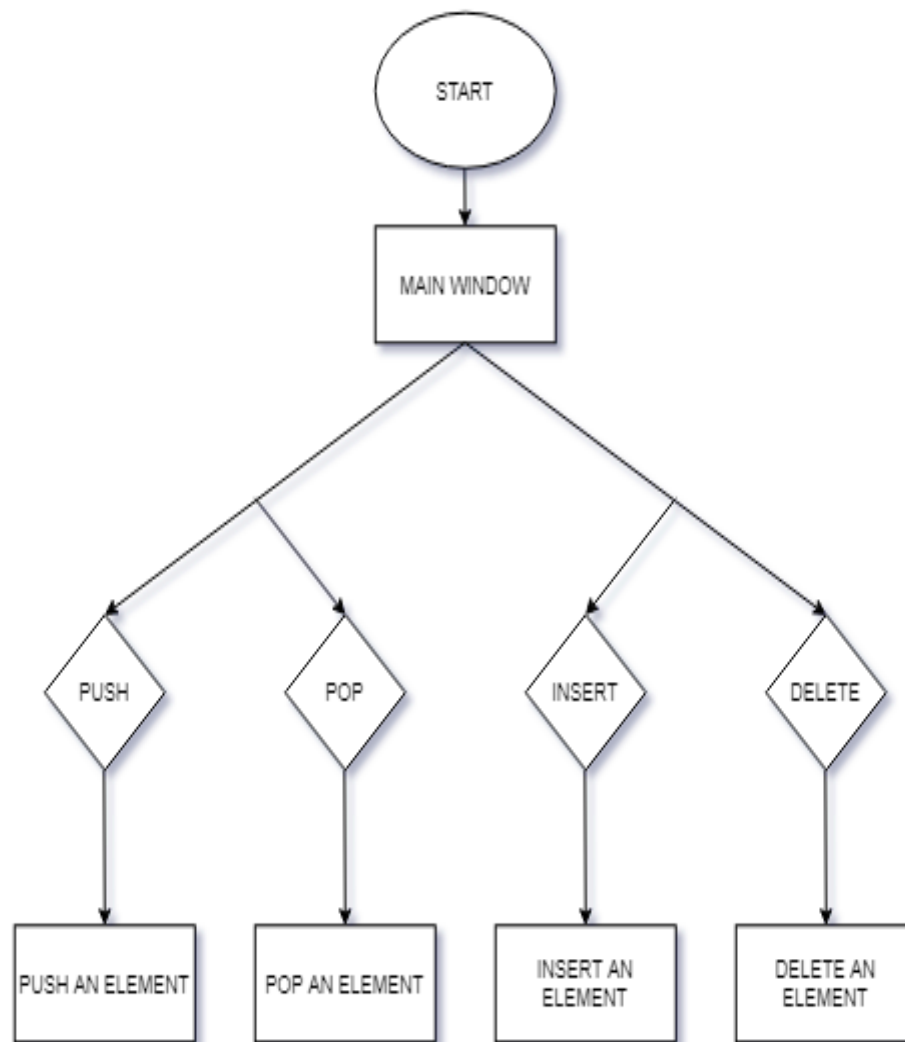 START
MAIN WINDOW
PUSH
POP
INSERT
DELETE
PUSH AN ELEMENT
POP AN ELEMENT
INSERT AN
ELEMENT
DELETE AN
ELEMENT